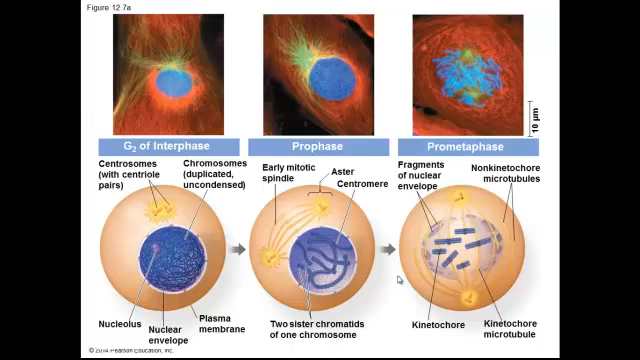 Figure 12.7a
10 µm
G2 of Interphase
Prophase
Prometaphase
Centrosomes
(with centriole
pairs)
Chromosomes
(duplicated,
uncondensed)
Early mitotic
spindle
Aster
Centromere
Fragments
of nuclear
envelope
Nonkinetochore
microtubules
Nucleolus
Nuclear
envelope
Plasma
membrane
Two sister chromatids
of one chromosome
Kinetochore
Kinetochore
microtubule
© 2014 Pearson Education, Inc.